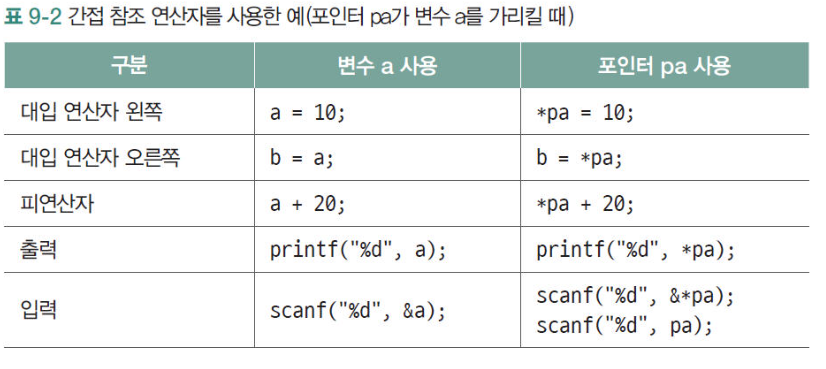 표 9-2 간접 참조 연산자를 사용한 예(포인터 pa가 변수 a를 가리킬 때)
구분 변수 a 사용 포인터 pa 사용
대입 연산자 왼쪽 a = 10; *pa = 10;
대입 연산자 오른쪽 b = a; b = *pa;
피연산자 a + 20; *pa + 20;
출력 printf("%d", a); printf("%d", *pa);
입력 scanf("%d", &a); scanf("%d", &*pa);
scanf("%d", pa);